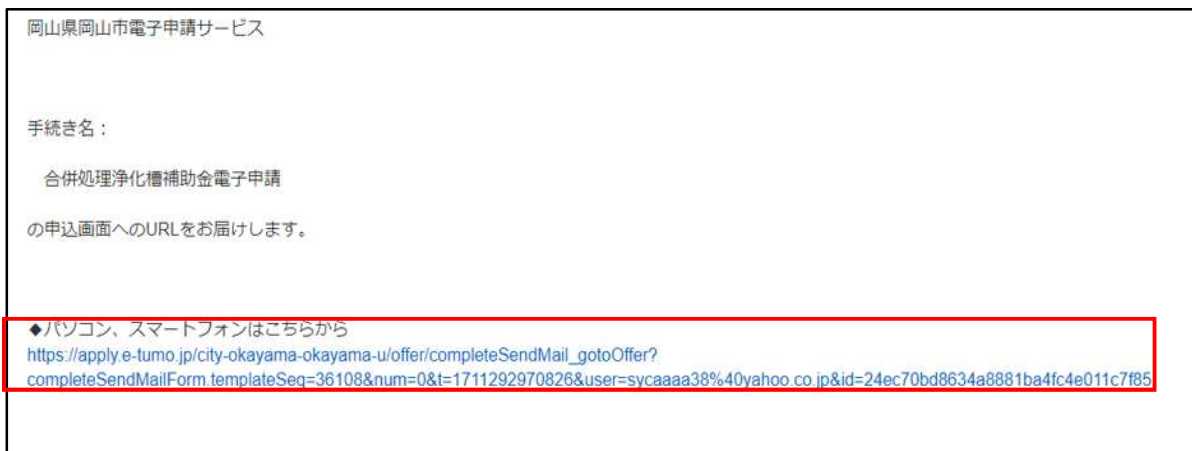 岡山県岡山市電子申請サービス
手続き名：
合併処理浄化槽補助金電子申請
の申込画面へのURLをお届けします。
◆パソコン、スマートフォンはこちらから
https://apply.e-tumo.jp/city-okayama-okayama-u/offer/completeSendMail_gotoOffer?
completeSendMailForm.templateSeq=36108&num=0&t=1711292970826&user=sycaaaa38%40yahoo.co.jp&id=24ec70bd8634a8881ba4fc4e011c7f85